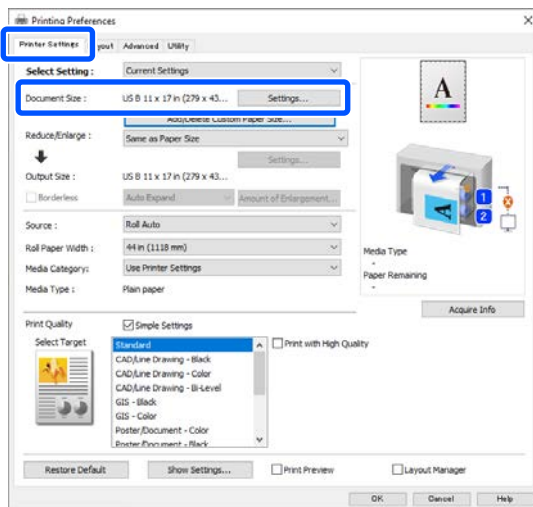 Printing Preferences
Printer Settings yout Advanced Utility
Select Setting : Current Settings
Document Size : US B 11 x 17 in (279 x 43... Settings...
Add/Delete Custom Paper Size...
Reduce/Enlarge : Same as Paper Size
Settings...
Output Size : US B 11 x 17 in (279 x 43...
Borderless Auto Expand Amount of Enlargement...
Source : Roll Auto
Roll Paper Width : 44 in (1118 mm)
Media Category: Use Printer Settings
Media Type : Plain paper
A
1
2
Media Type
-
Paper Remaining
-
Acquire Info
Print Quality Simple Settings
Select Target
Standard
CAD/Line Drawing - Black
CAD/Line Drawing - Color
CAD/Line Drawing - Bi-Level
GIS - Black
GIS - Color
Poster/Document - Color
Poster/Document - Black
Print with High Quality
Restore Default Show Settings... Print Preview Layout Manager
OK Cancel Help